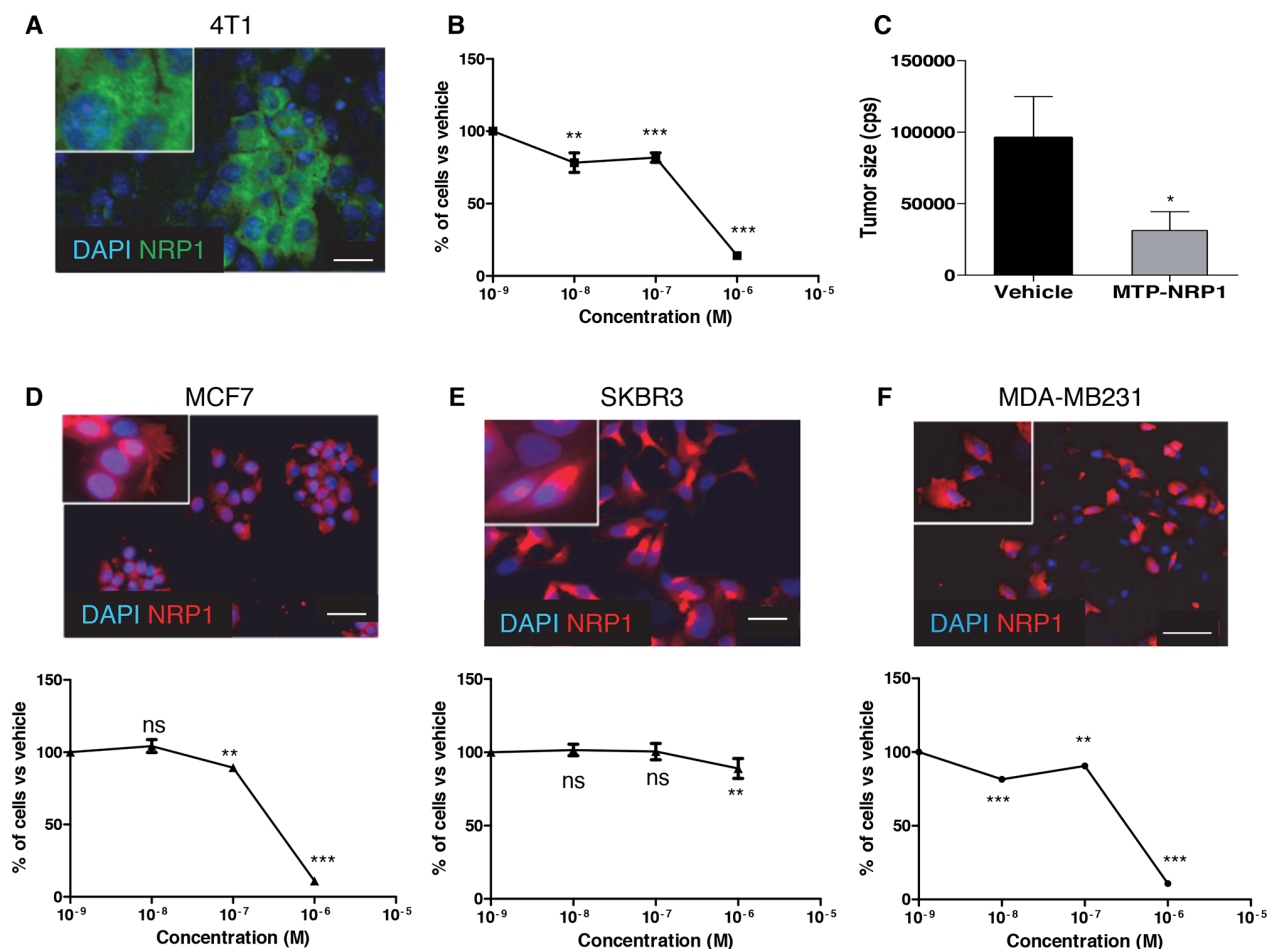 A
4T1
DAPI NRP1
B
% of cells vs vehicle
150
100
50
0
**
***
***
10-9
10-8
10-7
10-6
10-5
Concentration (M)
C
Tumor size (cps)
150000
100000
50000
0
*
Vehicle
MTP-NRP1
D
MCF7
DAPI NRP1
% of cells vs vehicle
150
100
50
0
ns
**
***
10-9
10-8
10-7
10-6
10-5
Concentration (M)
E
SKBR3
DAPI NRP1
% of cells vs vehicle
150
100
50
0
ns
ns
**
10-9
10-8
10-7
10-6
10-5
Concentration (M)
F
MDA-MB231
DAPI NRP1
% of cells vs vehicle
150
100
50
0
***
**
***
10-9
10-8
10-7
10-6
10-5
Concentration (M)